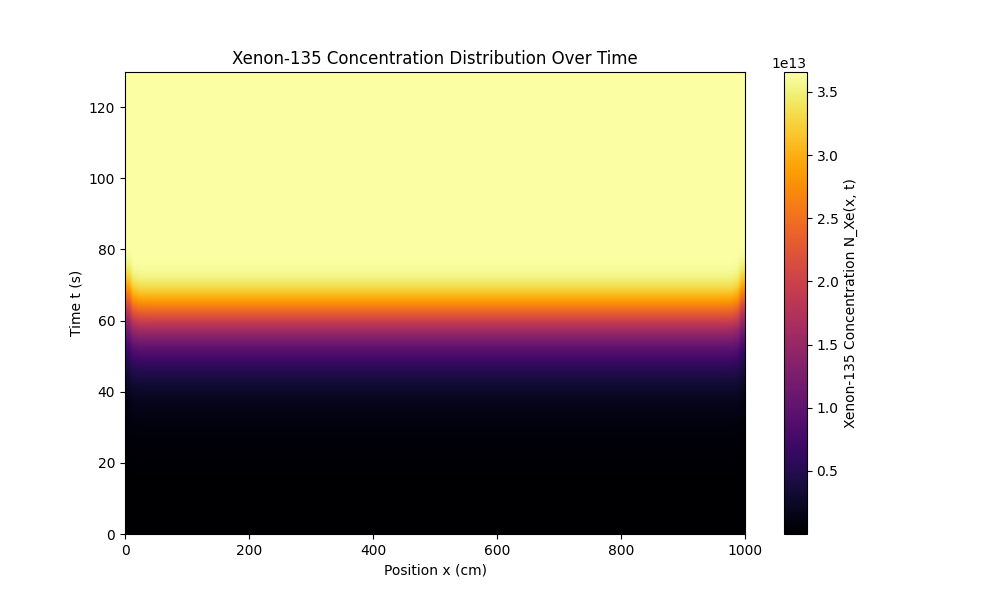 Xenon-135 Concentration Distribution Over Time
1e13
120
100
80
60
40
20
0
Time t (s)
0 200 400 600 800 1000
Position x (cm)
3.5
3.0
2.5
2.0
1.5
1.0
0.5
Xenon-135 Concentration N_Xe(x, t)